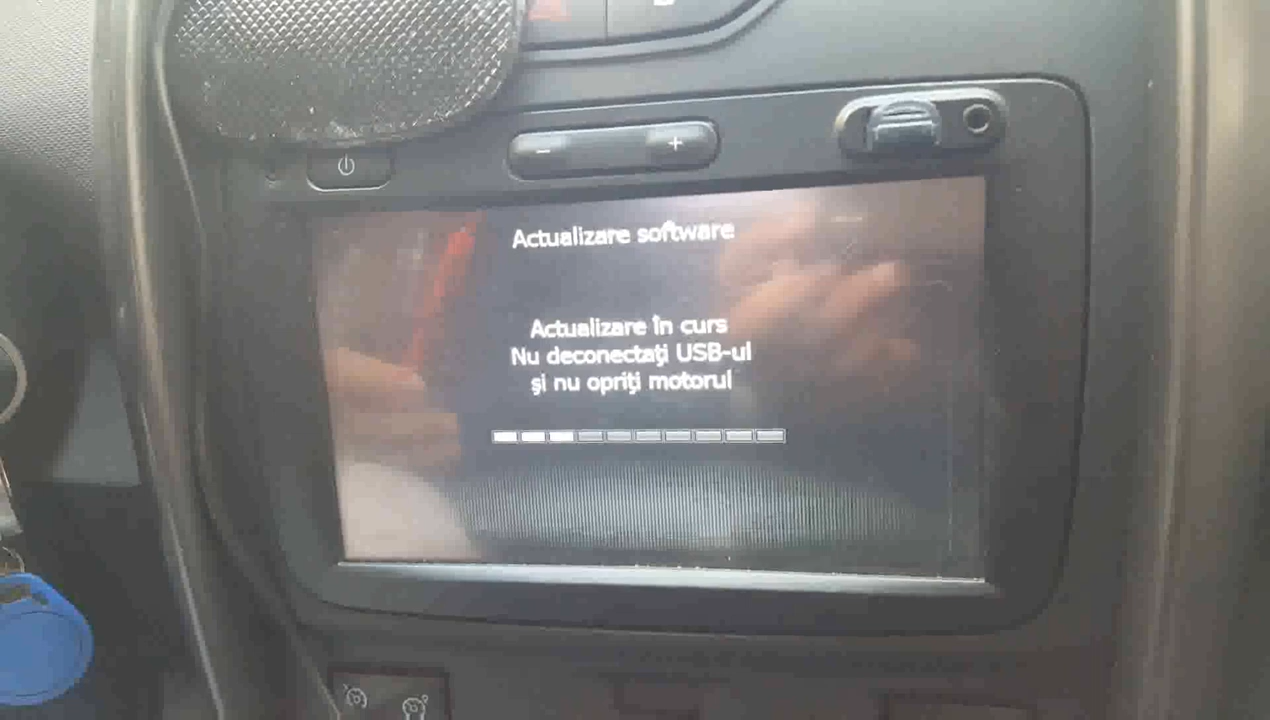 - +
Actualizare software
Actualizare în curs
Nu deconectaţi USB-ul
şi nu opriţi motorul